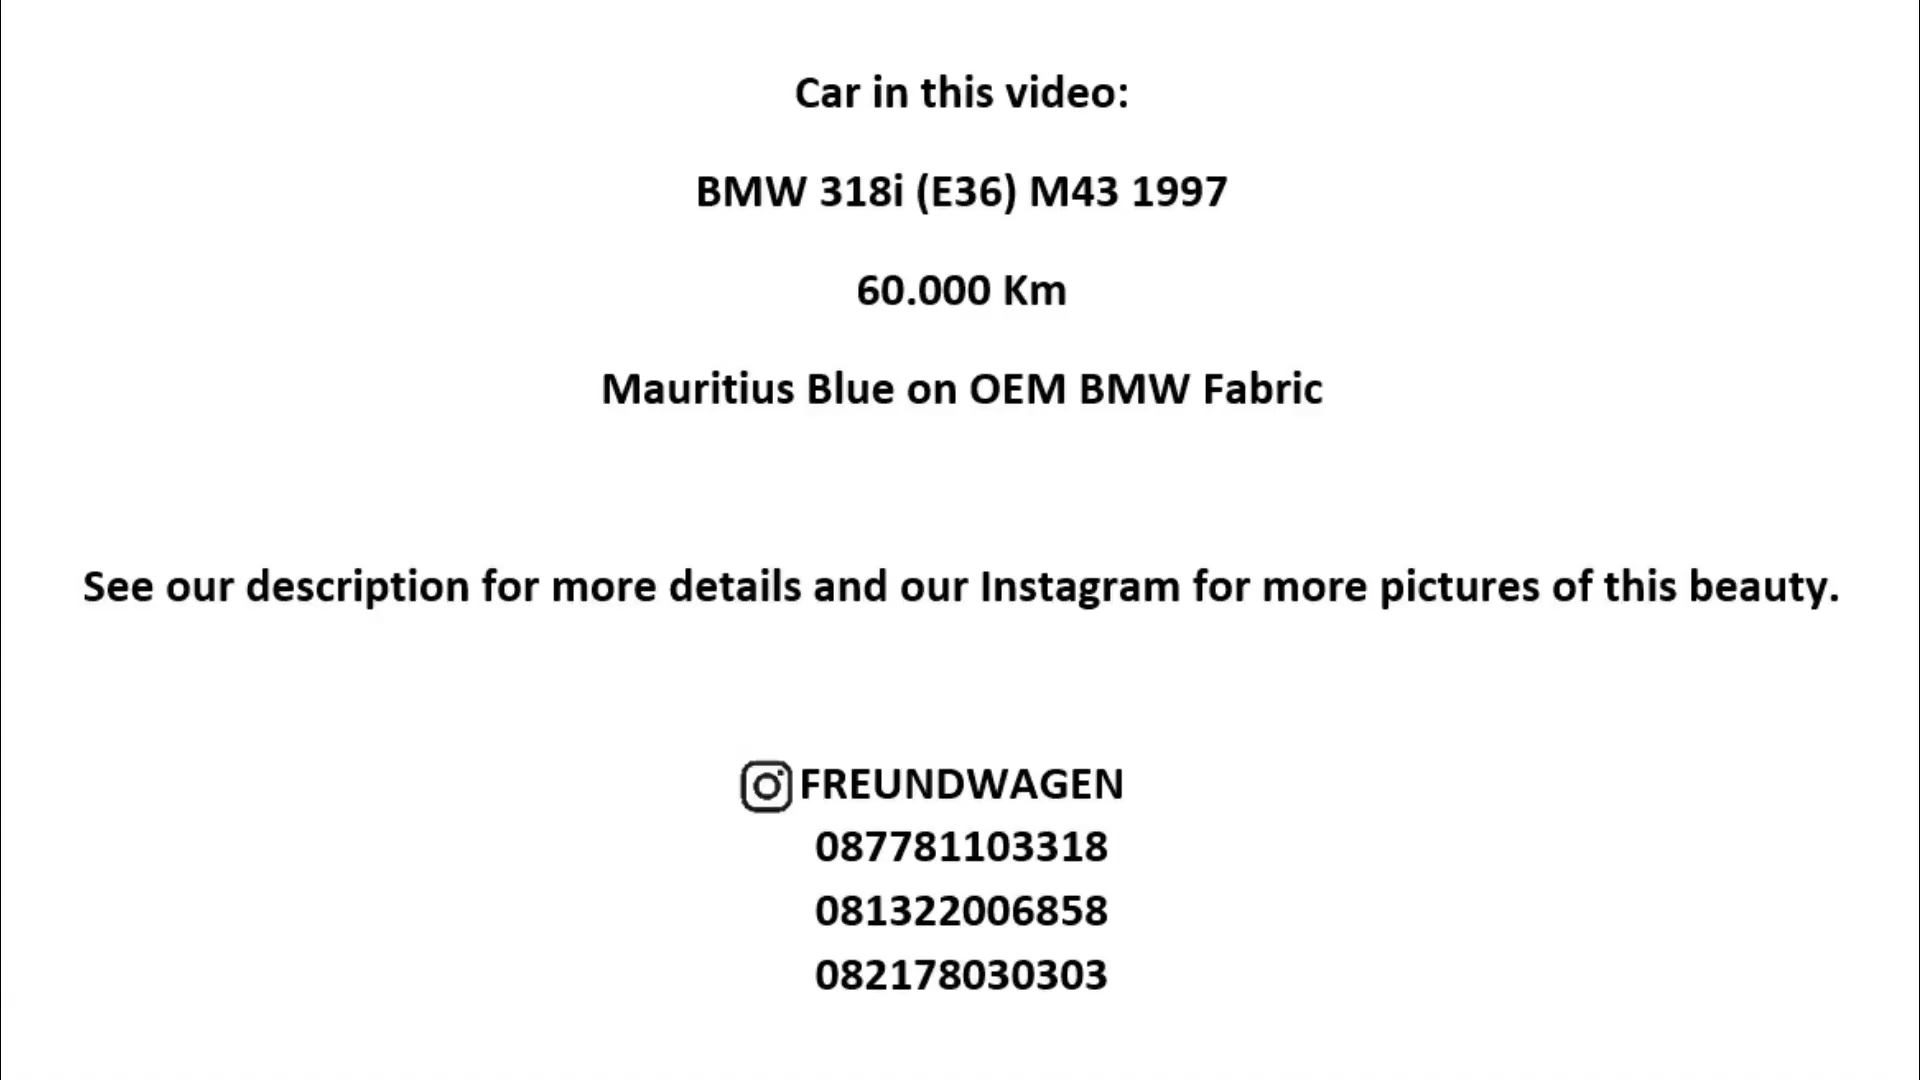 Car in this video:
BMW 318i (E36) M43 1997
60.000 Km
Mauritius Blue on OEM BMW Fabric
See our description for more details and our Instagram for more pictures of this beauty.
FREUNDWAGEN
087781103318
081322006858
082178030303